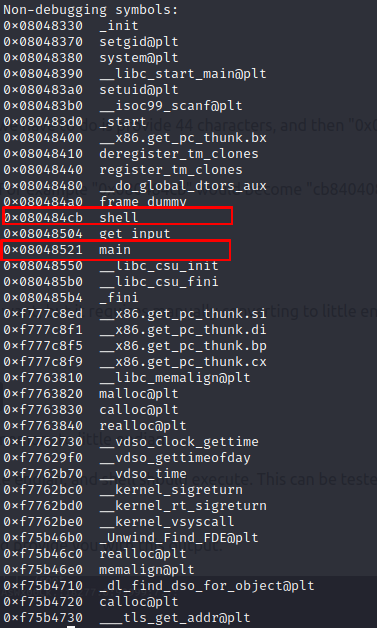 Non-debugging symbols:
0×08048330 _init
0×08048370 setgid@plt
0×08048380 system@plt
0×08048390 __libc_start_main@plt
0×080483a0 setuid@plt
0×080483b0 __isoc99_scanf@plt
0×080483d0 _start
0×08048400 __x86.get_pc_thunk.bx
0×08048410 deregister_tm_clones
0×08048440 register_tm_clones
0×08048480 __do_global_dtors_aux
0×080484a0 frame_dummy
0×080484cb shell
0×08048504 get_input
0×08048521 main
0×08048550 __libc_csu_init
0×080485b0 __libc_csu_fini
0×080485b4 _fini
0×f777c8ed __x86.get_pc_thunk.si
0×f777c8f1 __x86.get_pc_thunk.di
0×f777c8f5 __x86.get_pc_thunk.bp
0×f777c8f9 __x86.get_pc_thunk.cx
0×f7763810 __libc_memalign@plt
0×f7763820 malloc@plt
0×f7763830 calloc@plt
0×f7763840 realloc@plt
0×f7762730 __vdso_clock_gettime
0×f77629f0 __vdso_gettimeofday
0×f7762b70 __vdso_time
0×f7762bc0 __kernel_sigreturn
0×f7762bd0 __kernel_rt_sigreturn
0×f7762be0 __kernel_vsyscall
0×f75b46b0 _Unwind_Find_FDE@plt
0×f75b46c0 realloc@plt
0×f75b46e0 memalign@plt
0×f75b4710 _dl_find_dso_for_object@plt
0×f75b4720 calloc@plt
0×f75b4730 ___tls_get_addr@plt